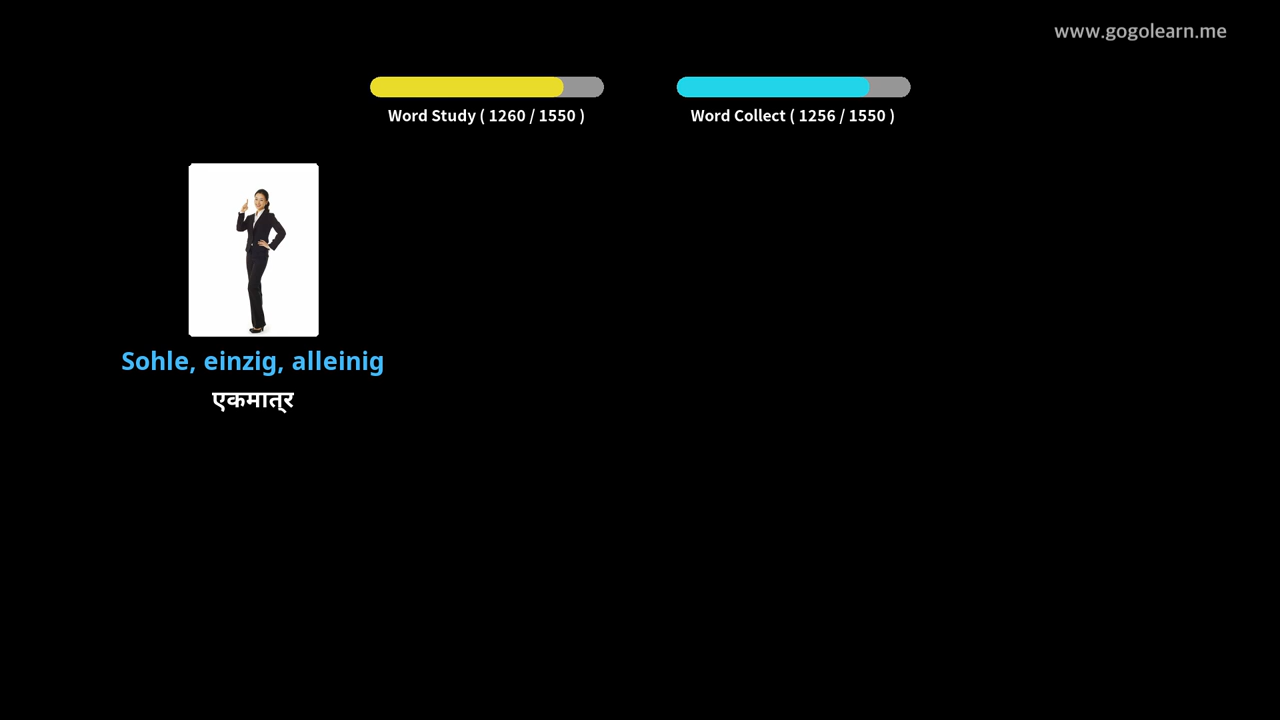 www.gogolearn.me
Word Study ( 1260 / 1550 )
Word Collect ( 1256 / 1550 )
Sohle, einzig, alleinig
एकमात्र